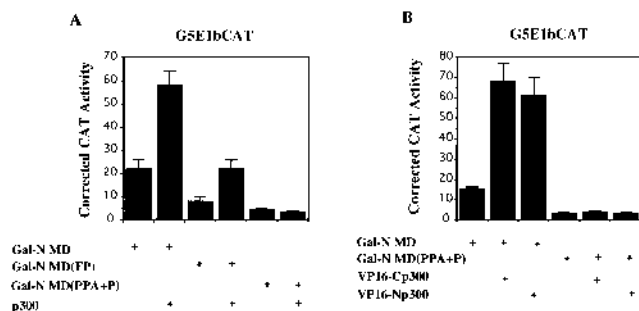 A
G5E1bCAT
Corrected CAT Activity
70
60
50
40
30
20
10
0
Gal-N MD + +
Gal-N MD(FP) + +
Gal-N MD(PPA+P) + +
p300 + + +
B
G5E1bCAT
Corrected CAT Activity
80
70
60
50
40
30
20
10
0
Gal-N MD + + +
Gal-N MD(PPA+P) + + +
VP16-Cp300 + +
VP16-Np300 + +